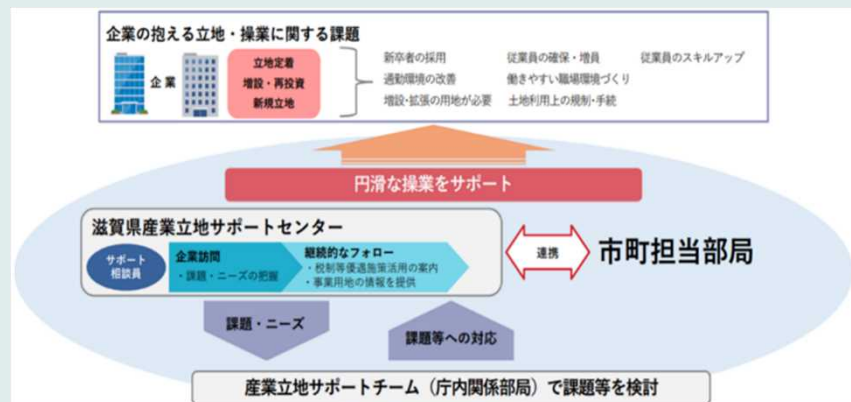 企業の抱える立地・操業に関する課題
企業
立地定着
増設・再投資
新規立地
新卒者の採用
従業員の確保・増員
従業員のスキルアップ
通勤環境の改善
働きやすい職場環境づくり
増設・拡張の用地が必要
土地利用上の規制・手続
円滑な操業をサポート
滋賀県産業立地サポートセンター
サポート
相談員
企業訪問
・課題・ニーズの把握
継続的なフォロー
・税制等優遇施策活用の案内
・事業用地の情報を提供
連携
市町担当部局
課題・ニーズ
課題等への対応
産業立地サポートチーム（庁内関係部局）で課題等を検討